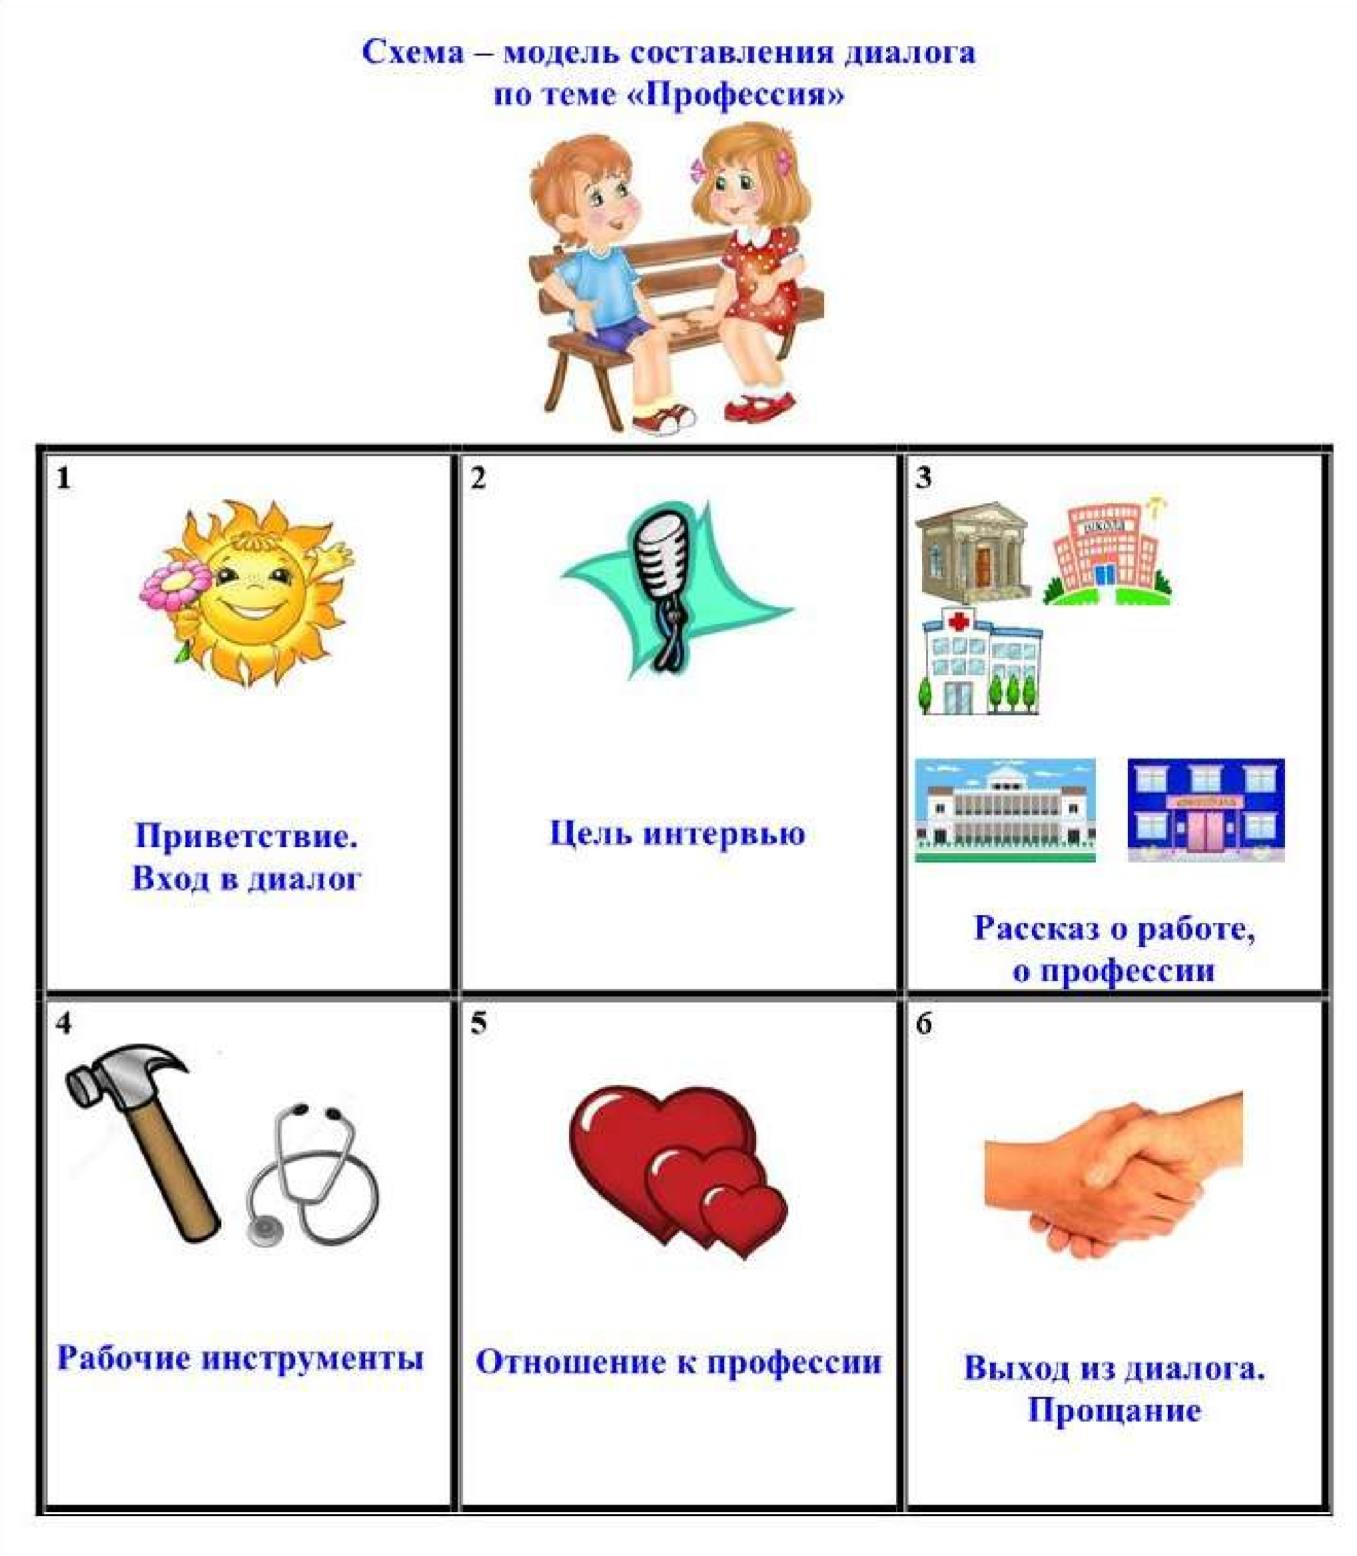 Схема – модель составления диалога
по теме «Профессия»
1
Приветствие.
Вход в диалог
2
Цель интервью
3
школа
Рассказ о работе,
о профессии
4
Рабочие инструменты
5
Отношение к профессии
6
Выход из диалога.
Прощание